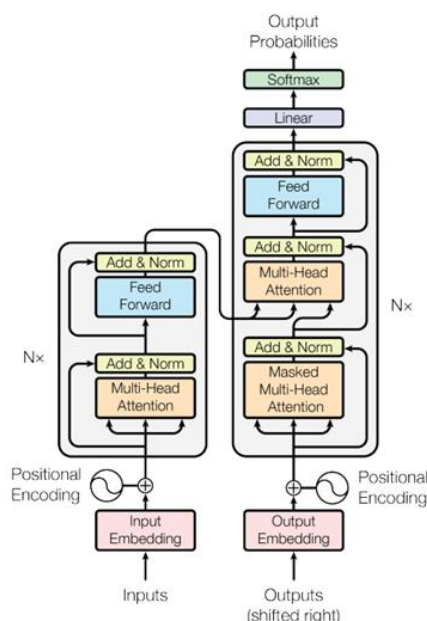 Output
Probabilities
Softmax
Linear
Add & Norm
Feed
Forward
Add & Norm
Multi-Head
Attention
Add & Norm
Masked
Multi-Head
Attention
N×
Add & Norm
Feed
Forward
N×
Add & Norm
Multi-Head
Attention
Positional
Encoding
Positional
Encoding
Input
Embedding
Output
Embedding
Inputs
Outputs
(shifted right)